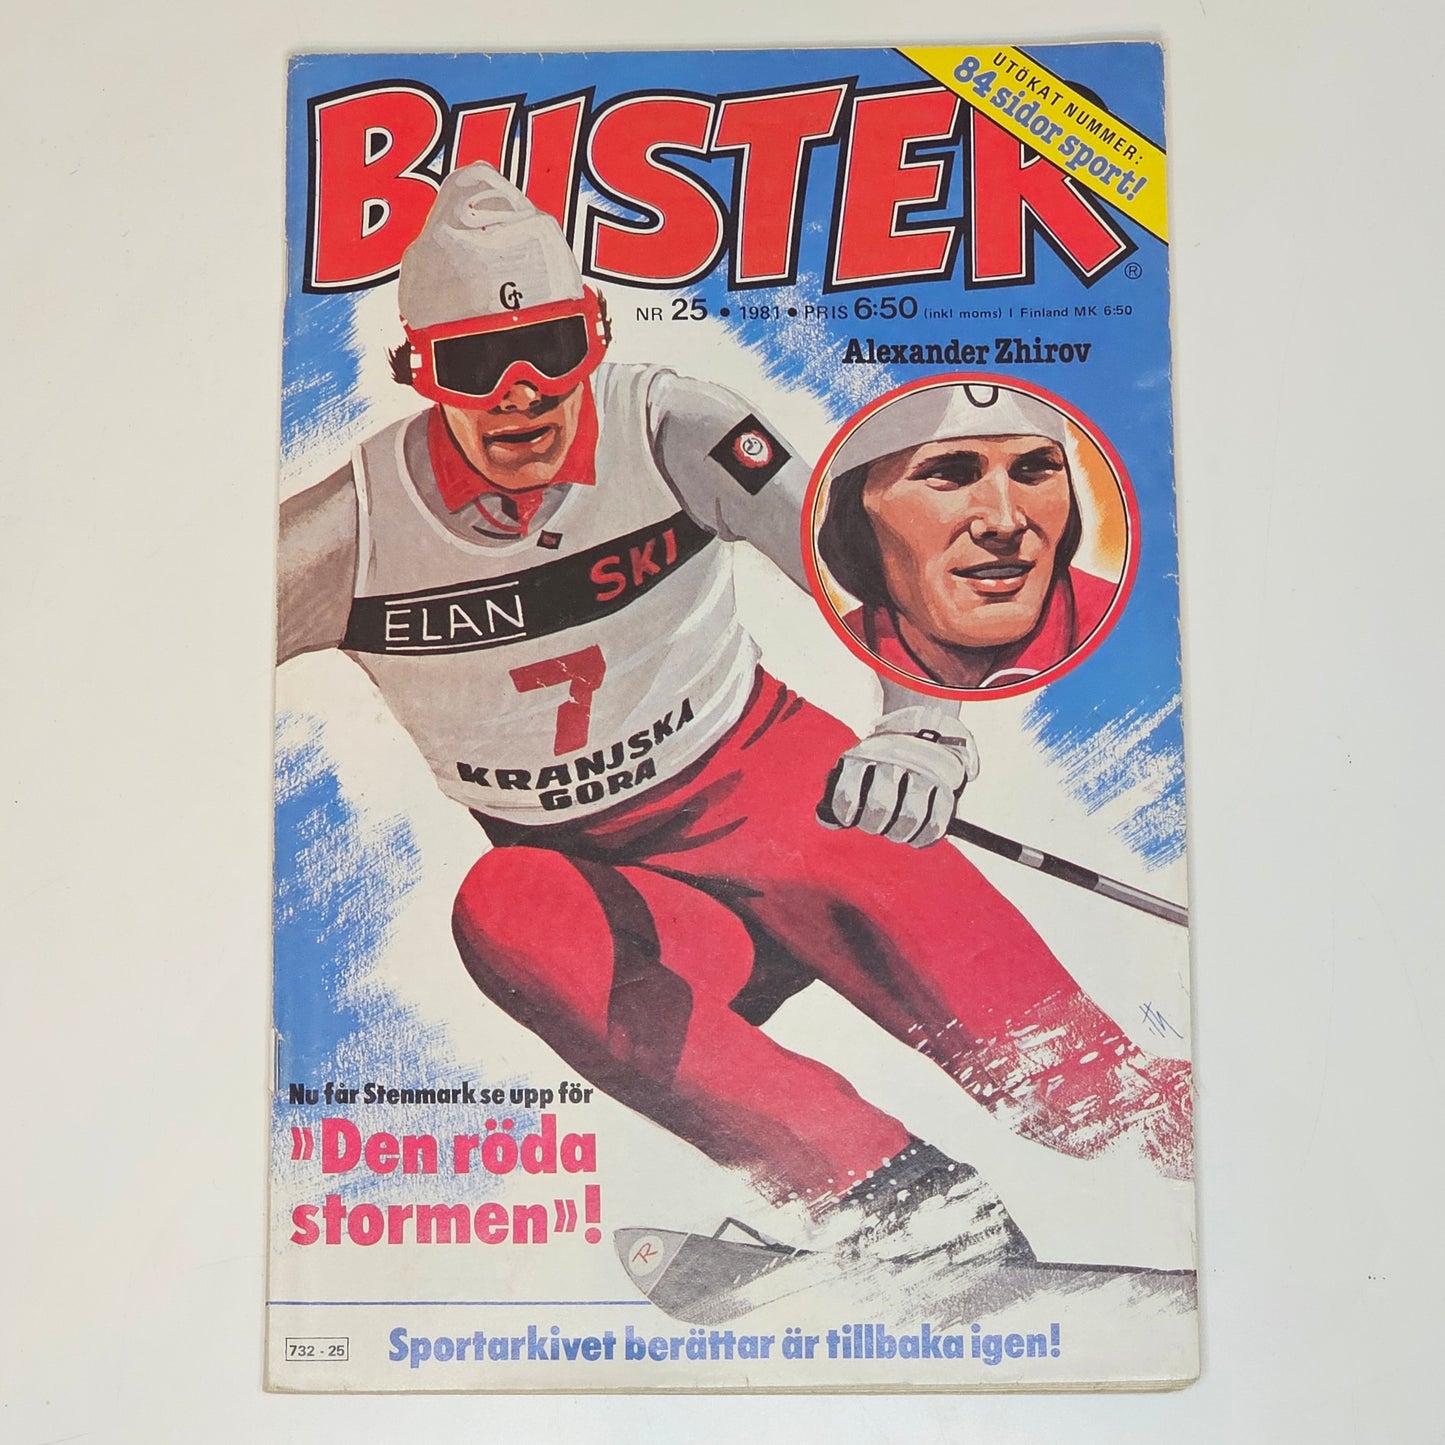 BUSTER
UTÖKAT NUMMER:
84 sidor sport!
®
NR 25 • 1981 • PRIS 6:50 (inkl moms) I Finland MK 6:50
Alexander Zhirov
ELAN SKI
7
KRANJSKA
GORA
Nu får Stenmark se upp för
»Den röda
stormen»!
R
732 - 25
Sportarkivet berättar är tillbaka igen!